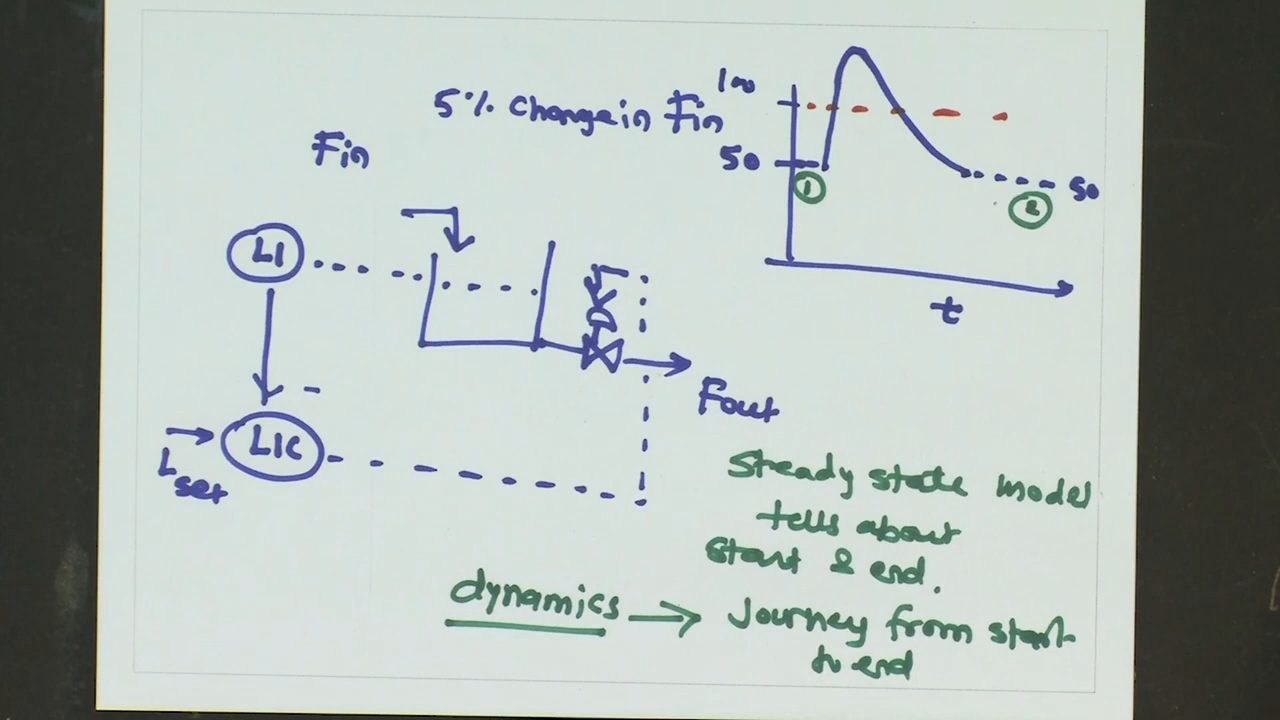 100
5% Change in Fin
Fin
50
1
50
2
LI
t
Fout
LIC
Lset
Steady state model
tells about
Start & end.
dynamics → Journey from start
to end